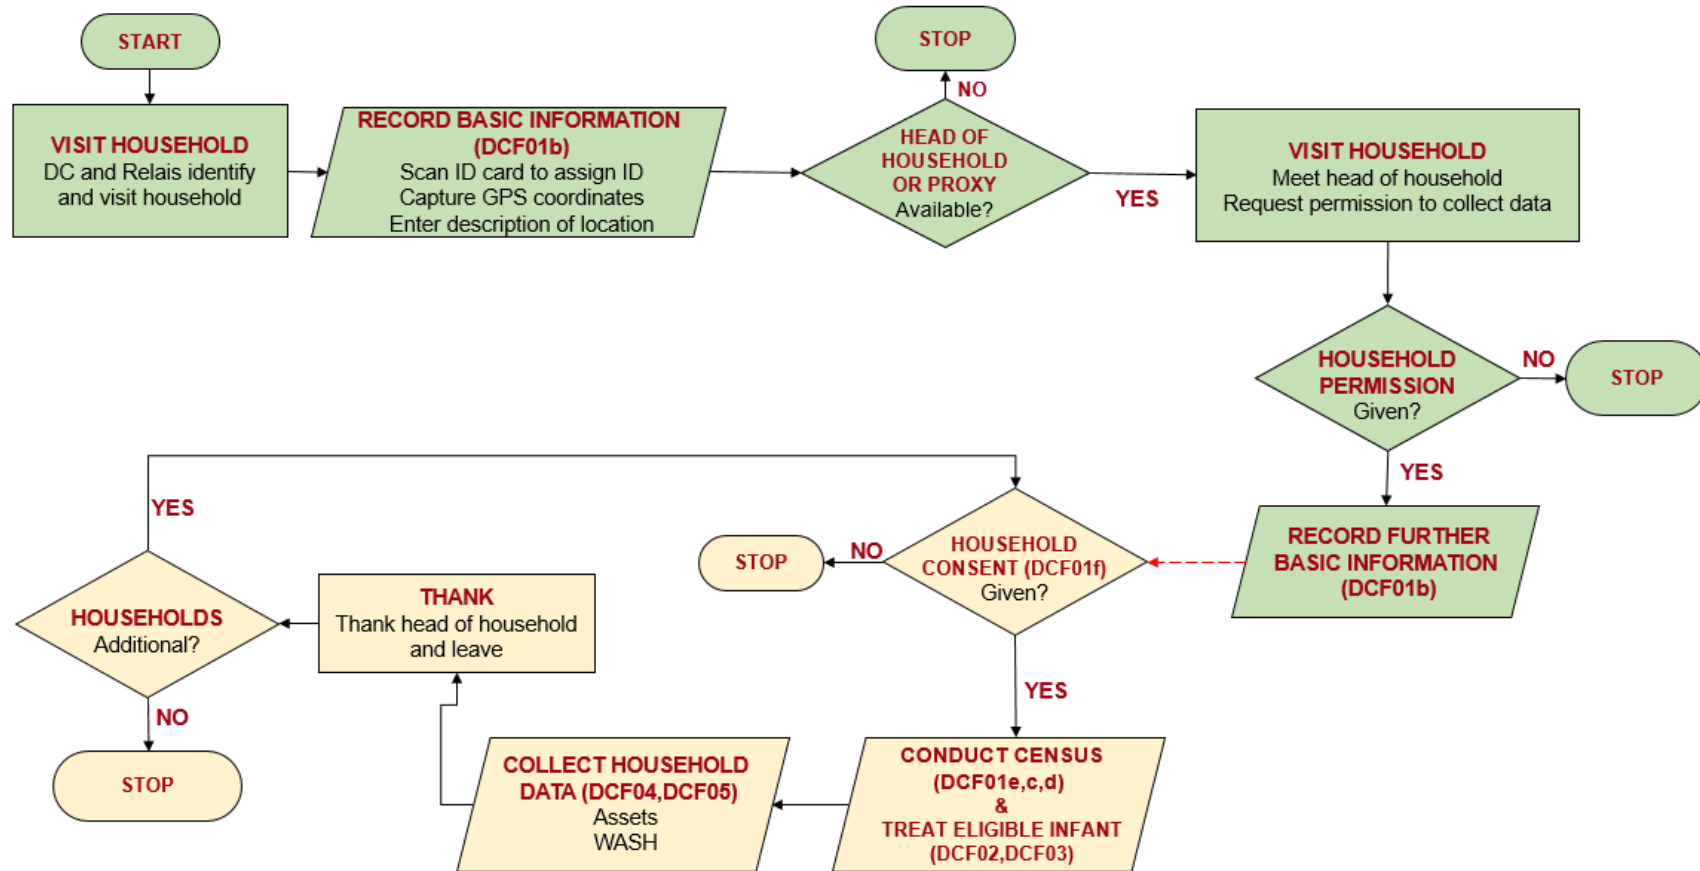 START
VISIT HOUSEHOLD
DC and Relais identify
and visit household
RECORD BASIC INFORMATION
(DCF01b)
Scan ID card to assign ID
Capture GPS coordinates
Enter description of location
STOP
NO
HEAD OF
HOUSEHOLD
OR PROXY
Available?
YES
VISIT HOUSEHOLD
Meet head of household
Request permission to collect data
HOUSEHOLD
PERMISSION
Given?
NO
STOP
YES
RECORD FURTHER
BASIC INFORMATION
(DCF01b)
HOUSEHOLD
CONSENT (DCF01f)
Given?
NO
STOP
YES
CONDUCT CENSUS
(DCF01e,c,d)
&
TREAT ELIGIBLE INFANT
(DCF02,DCF03)
COLLECT HOUSEHOLD
DATA (DCF04,DCF05)
Assets
WASH
THANK
Thank head of household
and leave
HOUSEHOLDS
Additional?
YES
NO
STOP